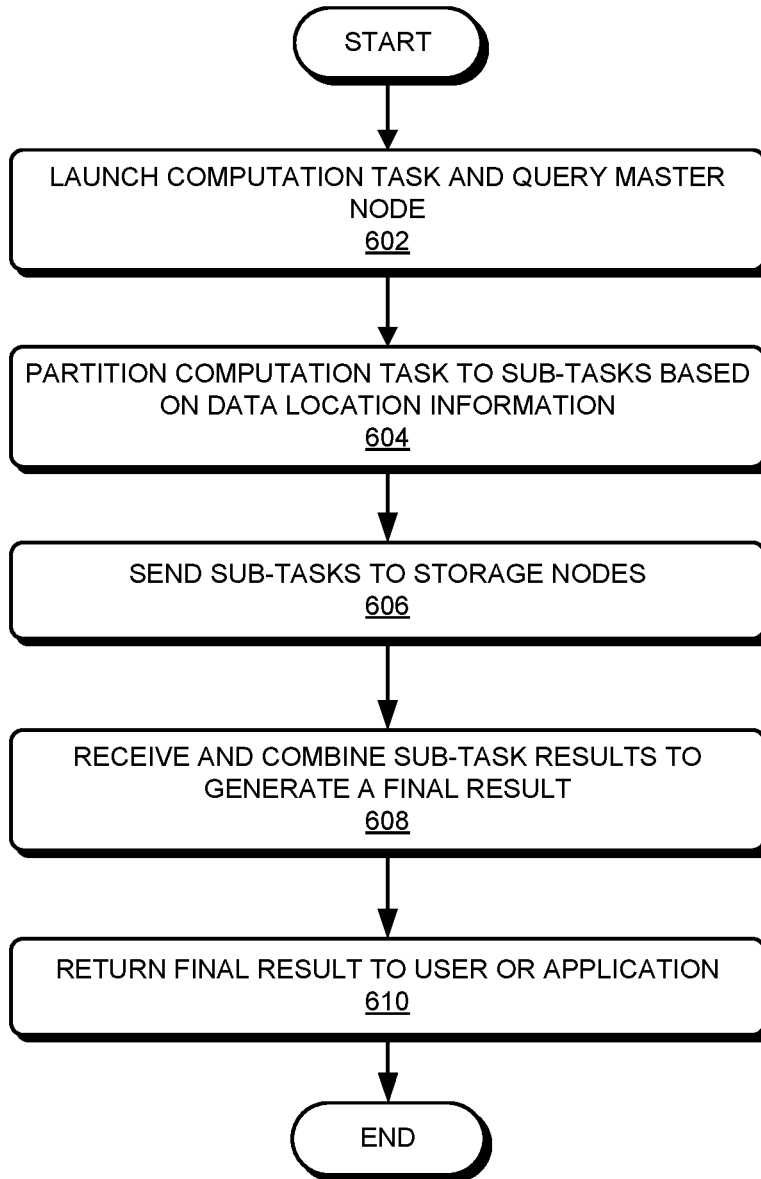 START
LAUNCH COMPUTATION TASK AND QUERY MASTER
NODE
602
PARTITION COMPUTATION TASK TO SUB-TASKS BASED
ON DATA LOCATION INFORMATION
604
SEND SUB-TASKS TO STORAGE NODES
606
RECEIVE AND COMBINE SUB-TASK RESULTS TO
GENERATE A FINAL RESULT
608
RETURN FINAL RESULT TO USER OR APPLICATION
610
END